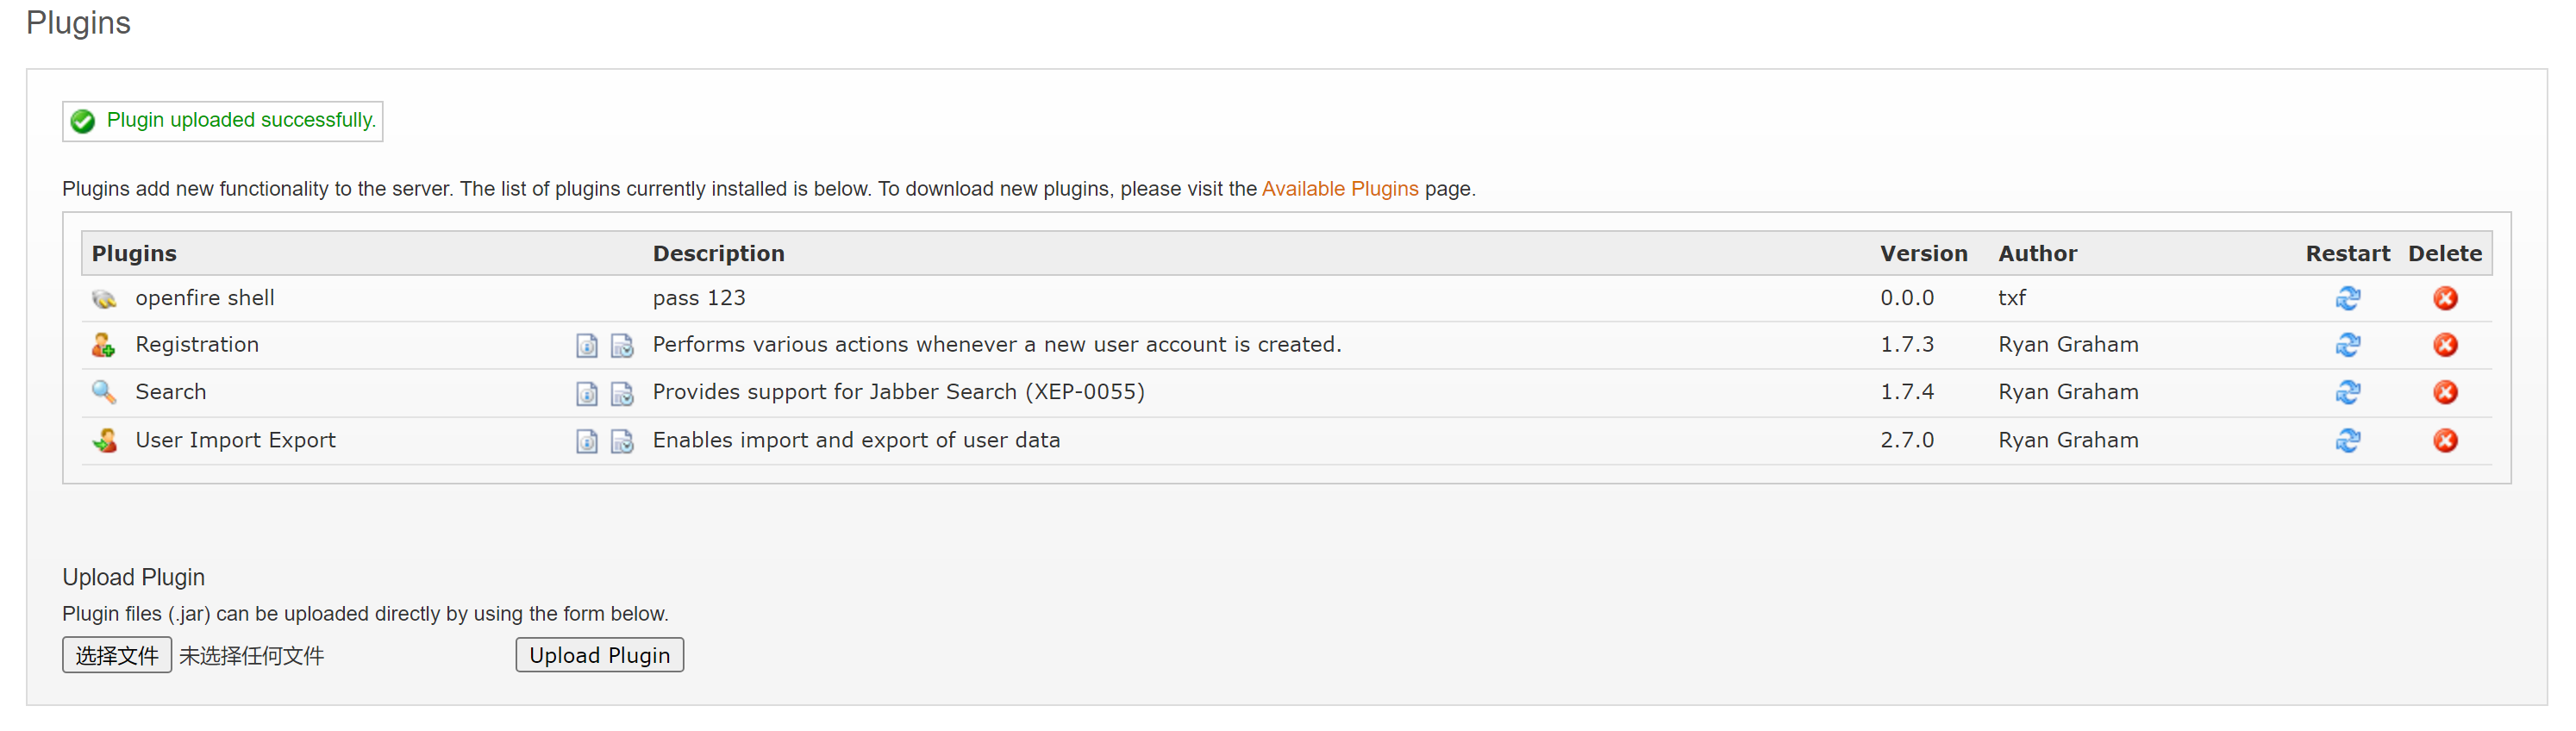 Plugins
Plugin uploaded successfully.
Plugins add new functionality to the server. The list of plugins currently installed is below. To download new plugins, please visit the Available Plugins page.
Plugins Description Version Author Restart Delete
openfire shell pass 123 0.0.0 txf
Registration Performs various actions whenever a new user account is created. 1.7.3 Ryan Graham
Search Provides support for Jabber Search (XEP-0055) 1.7.4 Ryan Graham
User Import Export Enables import and export of user data 2.7.0 Ryan Graham
Upload Plugin
Plugin files (.jar) can be uploaded directly by using the form below.
选择文件 未选择任何文件 Upload Plugin